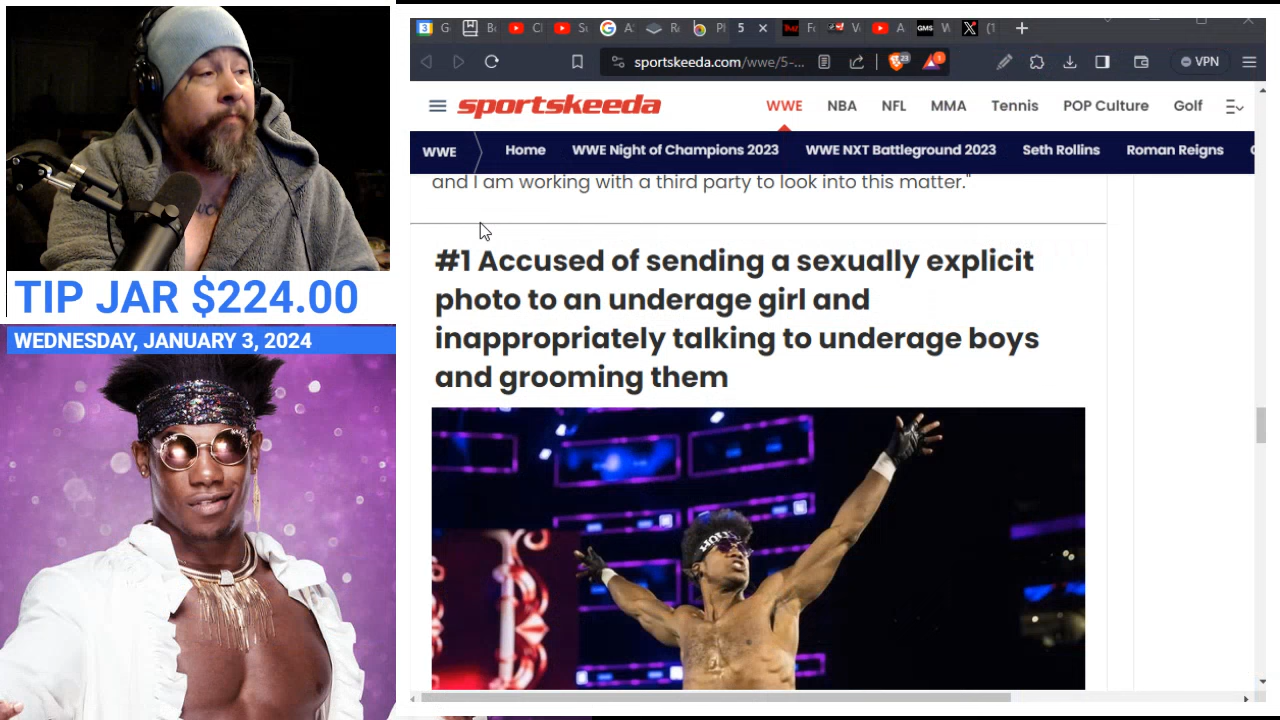 TIP JAR $224.00
WEDNESDAY, JANUARY 3, 2024
5
sportskeeda.com/wwe/5-...
23
1
VPN
sportskeeda
WWE NBA NFL MMA Tennis POP Culture Golf
WWE Home WWE Night of Champions 2023 WWE NXT Battleground 2023 Seth Rollins Roman Reigns
and I am working with a third party to look into this matter."
#1 Accused of sending a sexually explicit
photo to an underage girl and
inappropriately talking to underage boys
and grooming them